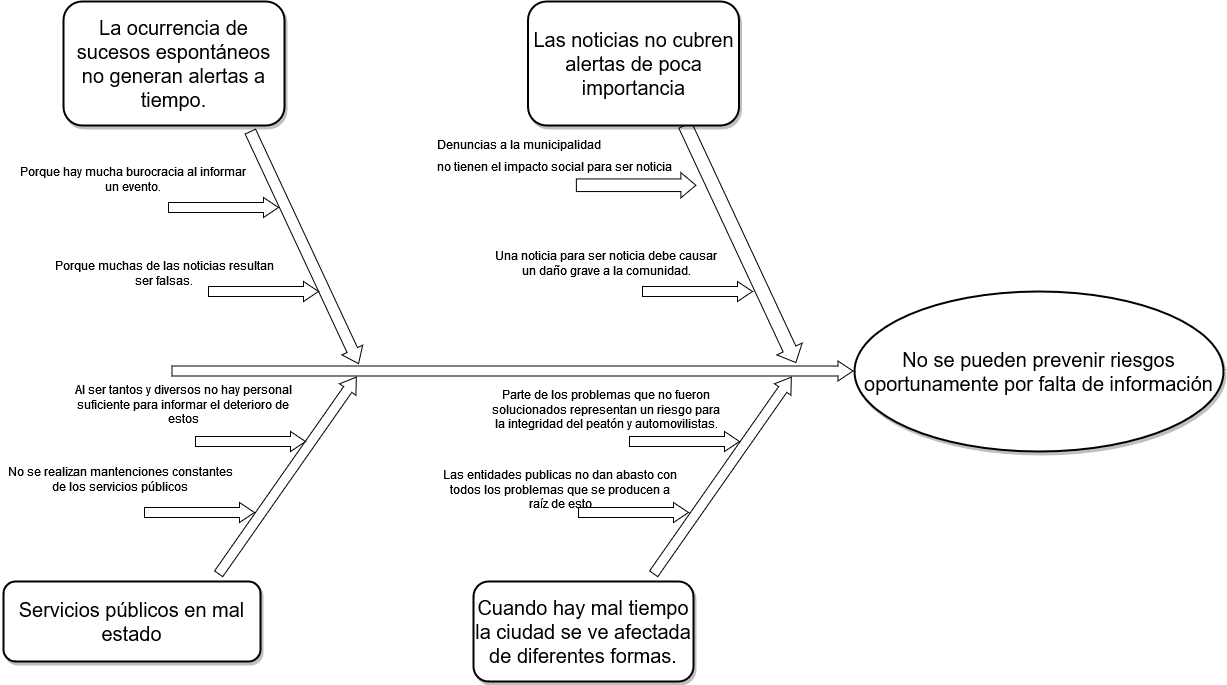 La ocurrencia de
sucesos espontáneos
no generan alertas a
tiempo.
Las noticias no cubren
alertas de poca
importancia
Porque hay mucha burocracia al informar
un evento.
Porque muchas de las noticias resultan
ser falsas.
Denuncias a la municipalidad
no tienen el impacto social para ser noticia
Una noticia para ser noticia debe causar
un daño grave a la comunidad.
No se pueden prevenir riesgos
oportunamente por falta de información
Al ser tantos y diversos no hay personal
suficiente para informar el deterioro de
estos
No se realizan mantenciones constantes
de los servicios públicos
Parte de los problemas que no fueron
solucionados representan un riesgo para
la integridad del peatón y automovilistas.
Las entidades publicas no dan abasto con
todos los problemas que se producen a
raíz de esto
Servicios públicos en mal
estado
Cuando hay mal tiempo
la ciudad se ve afectada
de diferentes formas.